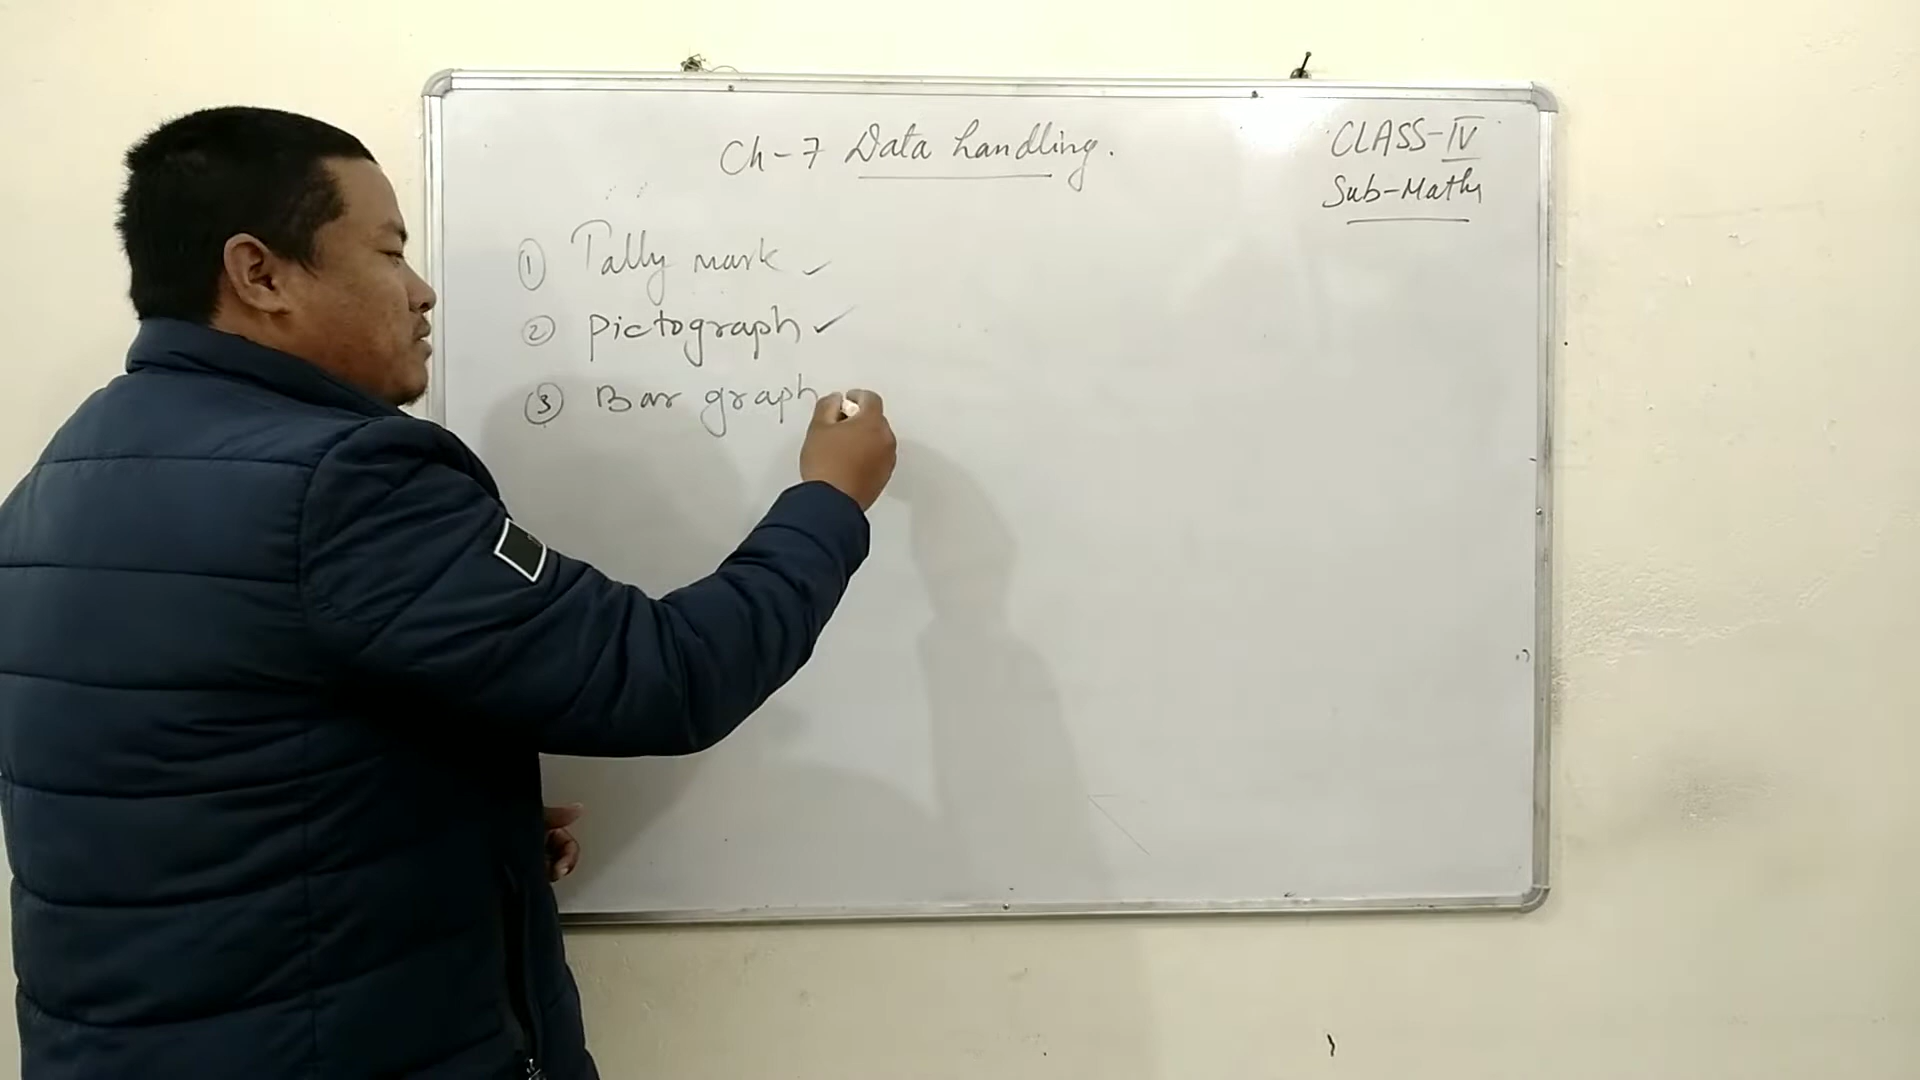 Ch-7 Data handling.
CLASS-IV
Sub-Math
① Tally mark ✓
② Pictograph ✓
③ Bar graph